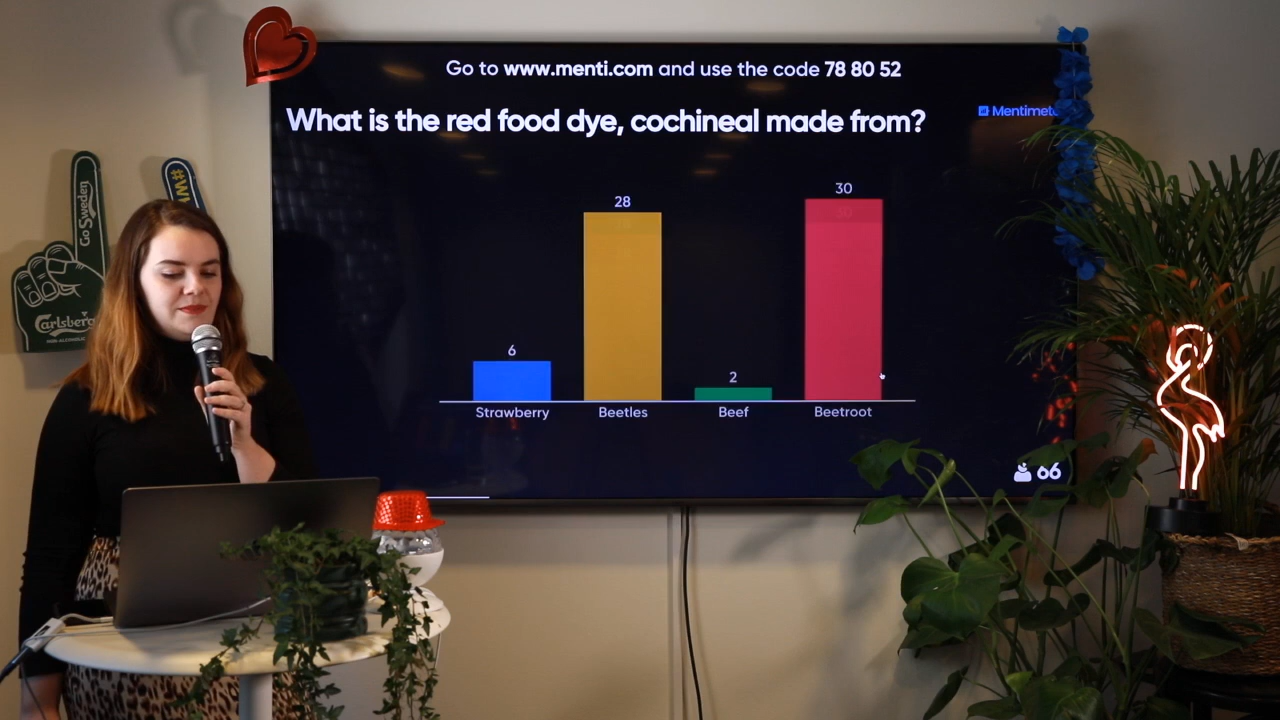 Go to www.menti.com and use the code 78 80 52
What is the red food dye, cochineal made from?
Mentimete
30
28
6
2
Strawberry
Beetles
Beef
Beetroot
66
Go Sweden
Carlsberg
#W